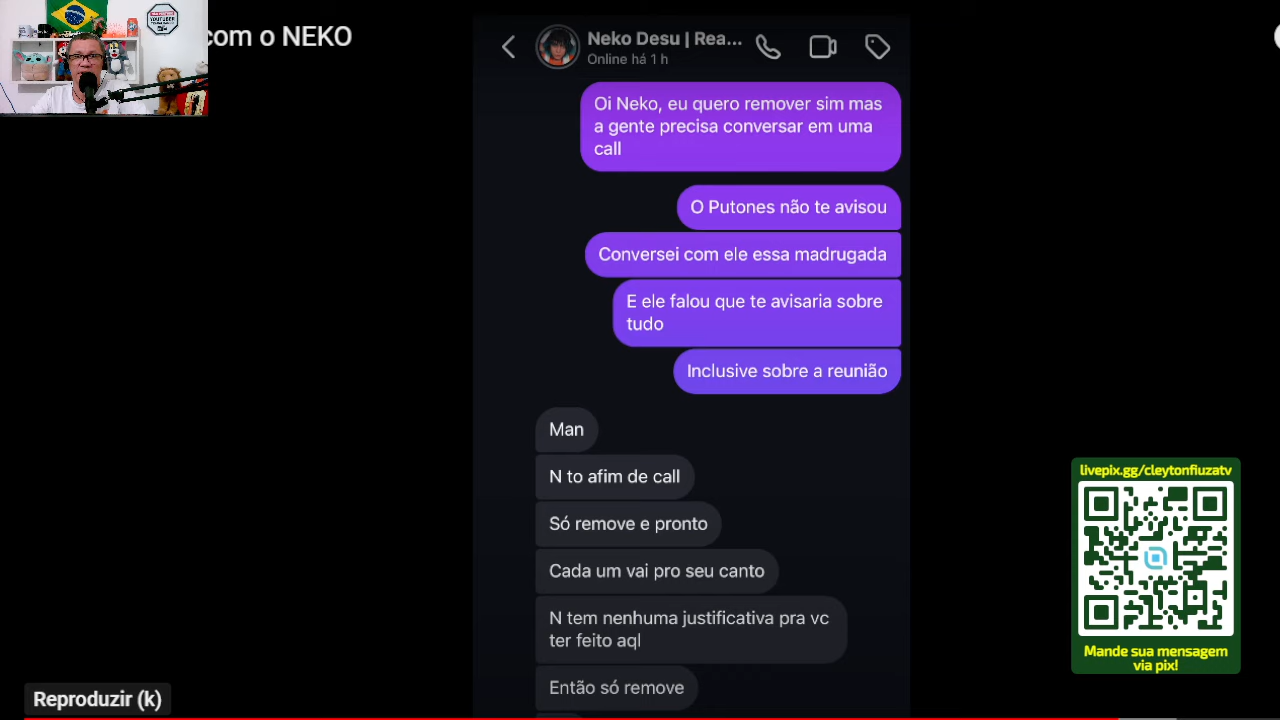 com o NEKO
Neko Desu | Rea...
Online há 1 h
Oi Neko, eu quero remover sim mas
a gente precisa conversar em uma
call
O Putones não te avisou
Conversei com ele essa madrugada
E ele falou que te avisaria sobre
tudo
Inclusive sobre a reunião
Man
N to afim de call
Só remove e pronto
Cada um vai pro seu canto
N tem nenhuma justificativa pra vc
ter feito aql
Então só remove
livepix.gg/cleytonfiuzatv
Mande sua mensagem
via pix!
Reproduzir (k)